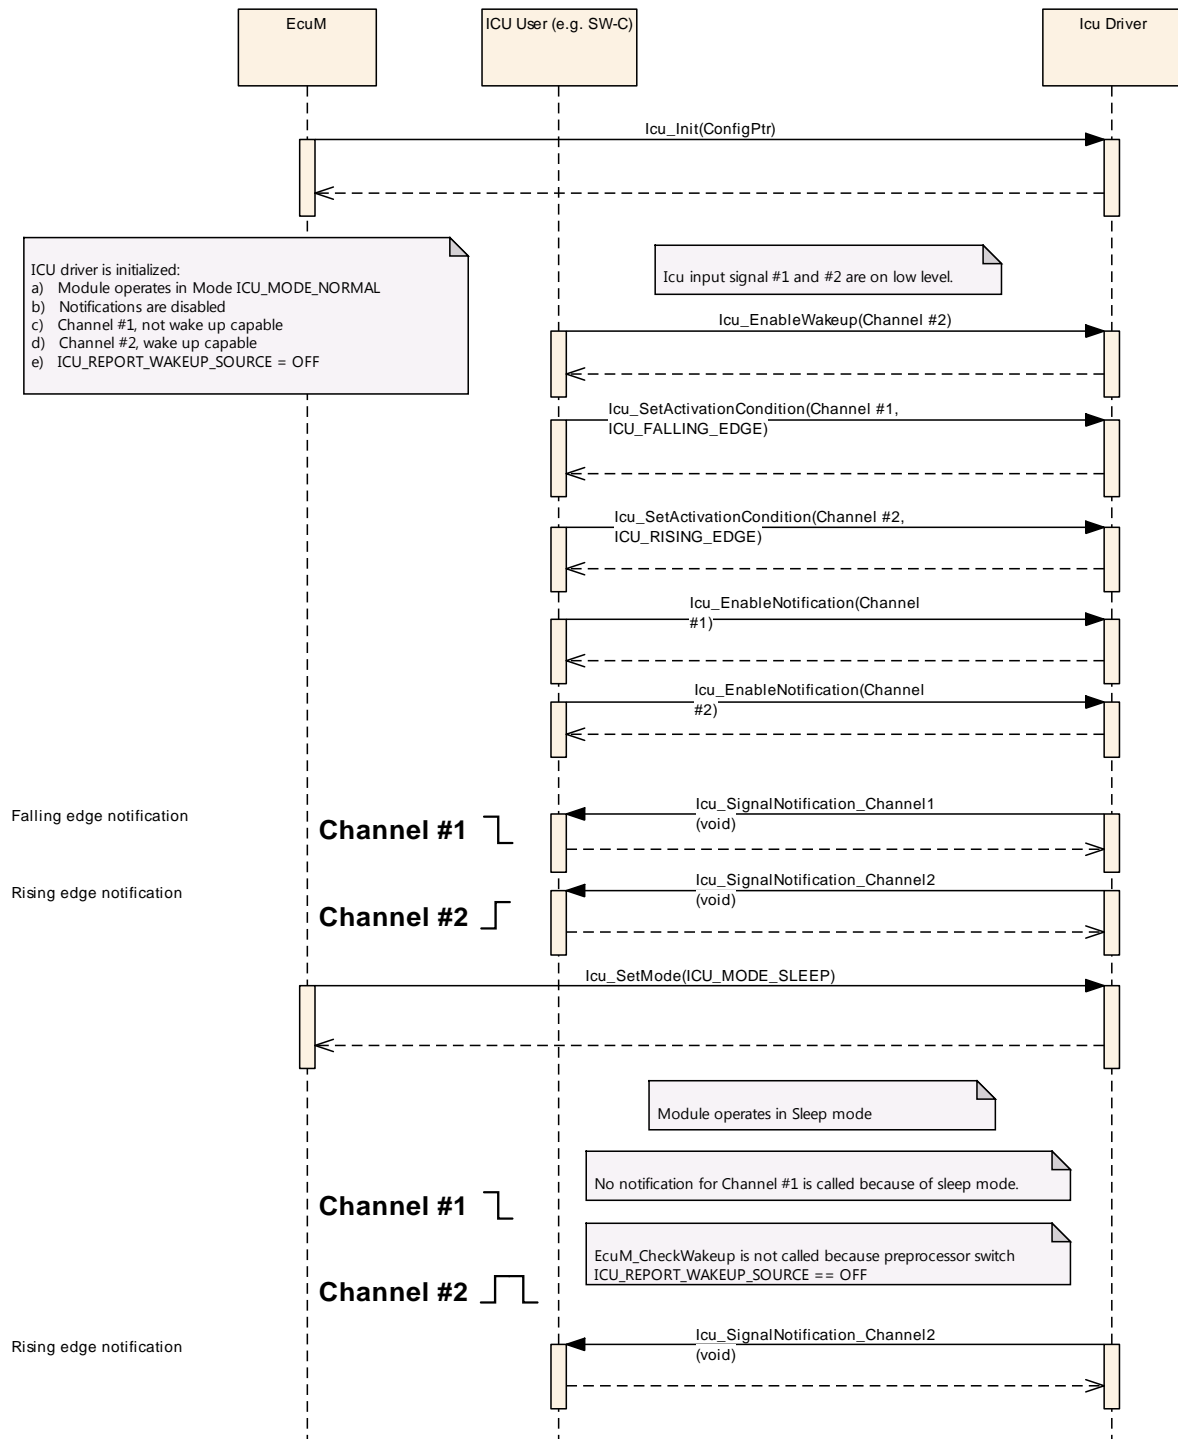 EcuM
ICU User (e.g. SW-C)
Icu Driver
Icu_Init(ConfigPtr)
ICU driver is initialized:
a) Module operates in Mode ICU_MODE_NORMAL
b) Notifications are disabled
c) Channel #1, not wake up capable
d) Channel #2, wake up capable
e) ICU_REPORT_WAKEUP_SOURCE = OFF
Icu input signal #1 and #2 are on low level.
Icu_EnableWakeup(Channel #2)
Icu_SetActivationCondition(Channel #1,
ICU_FALLING_EDGE)
Icu_SetActivationCondition(Channel #2,
ICU_RISING_EDGE)
Icu_EnableNotification(Channel
#1)
Icu_EnableNotification(Channel
#2)
Falling edge notification
Channel #1
Icu_SignalNotification_Channel1
(void)
Rising edge notification
Channel #2
Icu_SignalNotification_Channel2
(void)
Icu_SetMode(ICU_MODE_SLEEP)
Module operates in Sleep mode
No notification for Channel #1 is called because of sleep mode.
Channel #1
EcuM_CheckWakeup is not called because preprocessor switch
ICU_REPORT_WAKEUP_SOURCE == OFF
Channel #2
Rising edge notification
Icu_SignalNotification_Channel2
(void)